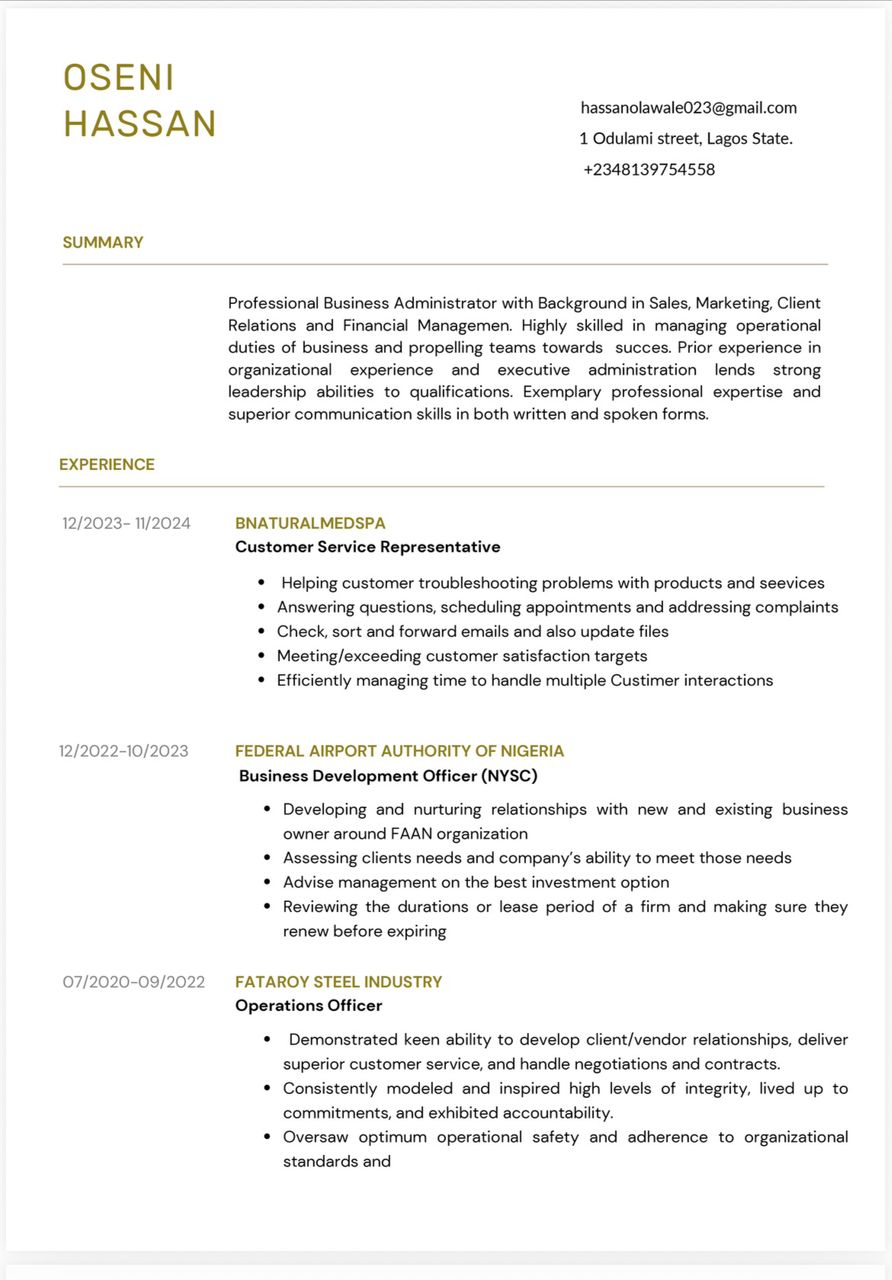 OSENI
HASSAN
hassanolawale023@gmail.com
1 Odulami street, Lagos State.
+2348139754558
SUMMARY
Professional Business Administrator with Background in Sales, Marketing, Client
Relations and Financial Managemen. Highly skilled in managing operational
duties of business and propelling teams towards succes. Prior experience in
organizational experience and executive administration lends strong
leadership abilities to qualifications. Exemplary professional expertise and
superior communication skills in both written and spoken forms.
EXPERIENCE
12/2023- 11/2024
BNATURALMEDSPA
Customer Service Representative
• Helping customer troubleshooting problems with products and seevices
• Answering questions, scheduling appointments and addressing complaints
• Check, sort and forward emails and also update files
• Meeting/exceeding customer satisfaction targets
• Efficiently managing time to handle multiple Custimer interactions
12/2022-10/2023
FEDERAL AIRPORT AUTHORITY OF NIGERIA
Business Development Officer (NYSC)
• Developing and nurturing relationships with new and existing business
owner around FAAN organization
• Assessing clients needs and company’s ability to meet those needs
• Advise management on the best investment option
• Reviewing the durations or lease period of a firm and making sure they
renew before expiring
07/2020-09/2022
FATAROY STEEL INDUSTRY
Operations Officer
• Demonstrated keen ability to develop client/vendor relationships, deliver
superior customer service, and handle negotiations and contracts.
• Consistently modeled and inspired high levels of integrity, lived up to
commitments, and exhibited accountability.
• Oversaw optimum operational safety and adherence to organizational
standards and